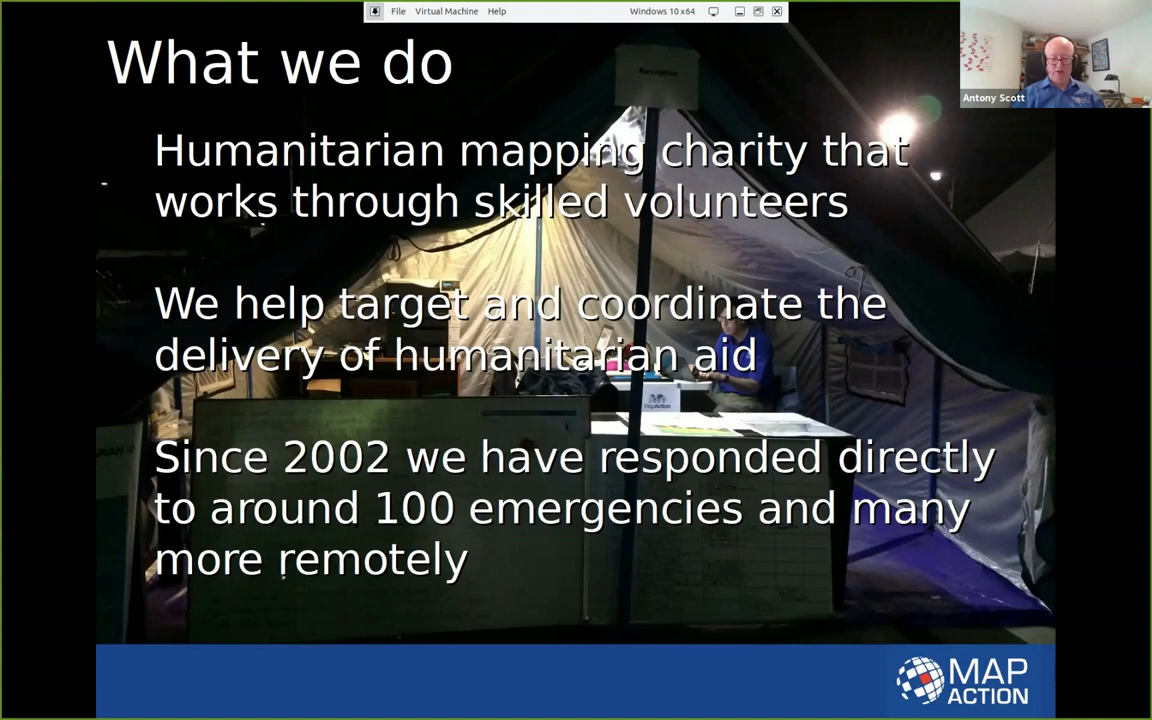 File Virtual Machine Help
Windows 10 x64
What we do
Antony Scott
Reception
Humanitarian mapping charity that
works through skilled volunteers
We help target and coordinate the
delivery of humanitarian aid
MapAction
Since 2002 we have responded directly
to around 100 emergencies and many
more remotely
MAP
ACTION